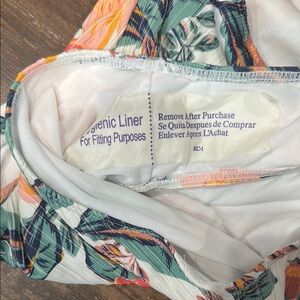 gienic Liner
For Fitting Purposes
Remove After Purchase
Se Quita Despues de Comprar
Enlever Apres L'Achat